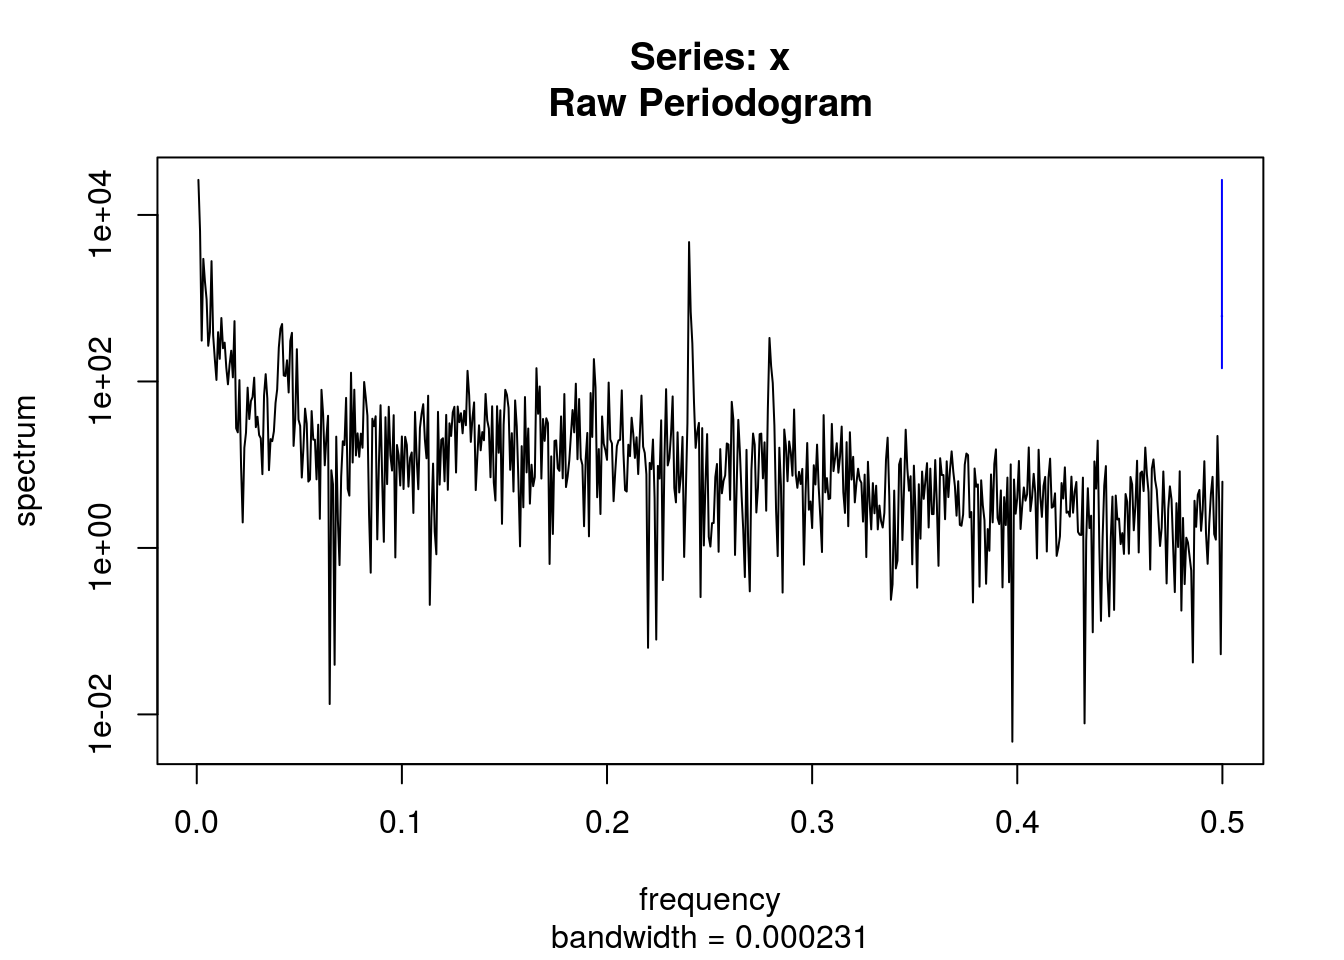 Series: x
Raw Periodogram
spectrum
1e+04
1e+02
1e+00
1e-02
0.0 0.1 0.2 0.3 0.4 0.5
frequency
bandwidth = 0.000231